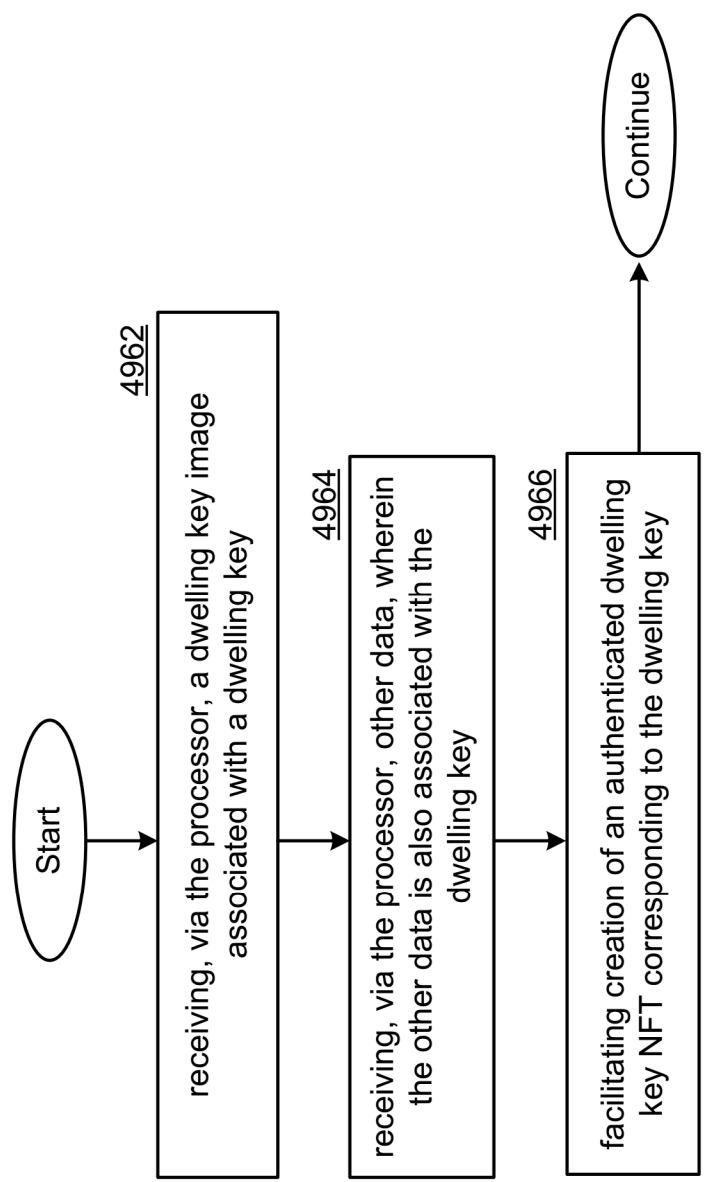 Start
4962
receiving, via the processor, a dwelling key image
associated with a dwelling key
4964
receiving, via the processor, other data, wherein
the other data is also associated with the
dwelling key
4966
facilitating creation of an authenticated dwelling
key NFT corresponding to the dwelling key
Continue